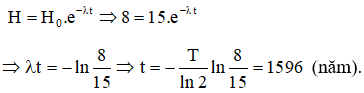 H = H₀.e^{-λt} ⇒ 8 = 15.e^{-λt}
⇒ λt = -ln 8/15 ⇒ t = - T/ln 2 ln 8/15 = 1596 (năm).